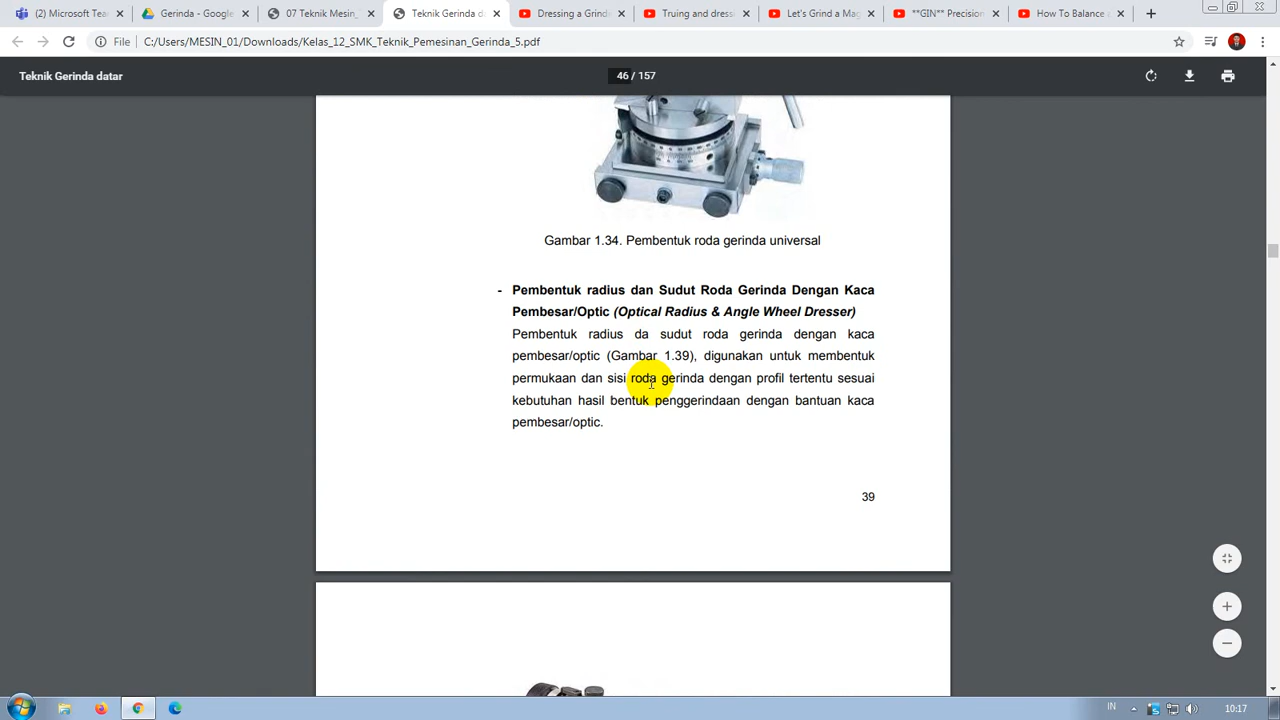 (2) Microsoft Team
Gerinda - Google
07 Teknik Mesin_
Teknik Gerinda d
Dressing a Grind
Truing and dress
Let's Grind a Mag
**GIN** Precision
How To Balance a
File
C:/Users/MESIN_01/Downloads/Kelas_12_SMK_Teknik_Pemesinan_Gerinda_5.pdf
Teknik Gerinda datar
46 / 157
Gambar 1.34. Pembentuk roda gerinda universal
- Pembentuk radius dan Sudut Roda Gerinda Dengan Kaca
Pembesar/Optic (Optical Radius & Angle Wheel Dresser)
Pembentuk radius da sudut roda gerinda dengan kaca
pembesar/optic (Gambar 1.39), digunakan untuk membentuk
permukaan dan sisi roda gerinda dengan profil tertentu sesuai
kebutuhan hasil bentuk penggerindaan dengan bantuan kaca
pembesar/optic.
39
IN
10:17